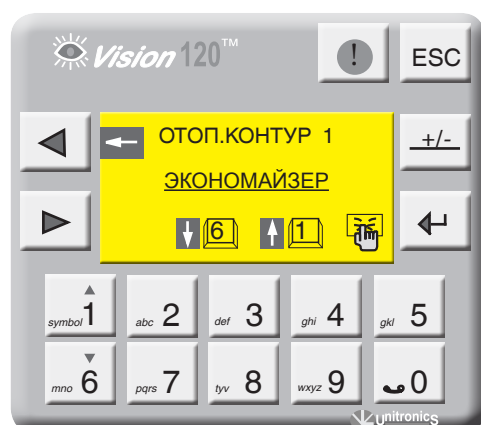 Vision 120™
! ESC
ОТОП.КОНТУР 1
+/-
ЭКОНОМАЙЗЕР
6 1
symbol 1 abc 2 def 3 ghi 4 gkl 5
mno 6 pqrs 7 tyv 8 wxyz 9 0
Unitronics